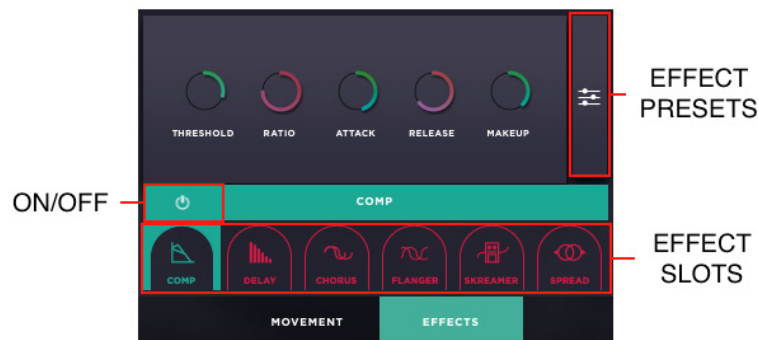 THRESHOLD RATIO ATTACK RELEASE MAKEUP
EFFECT
PRESETS
ON/OFF
COMP
COMP DELAY CHORUS FLANGER SKREAMER SPREAD
EFFECT
SLOTS
MOVEMENT EFFECTS